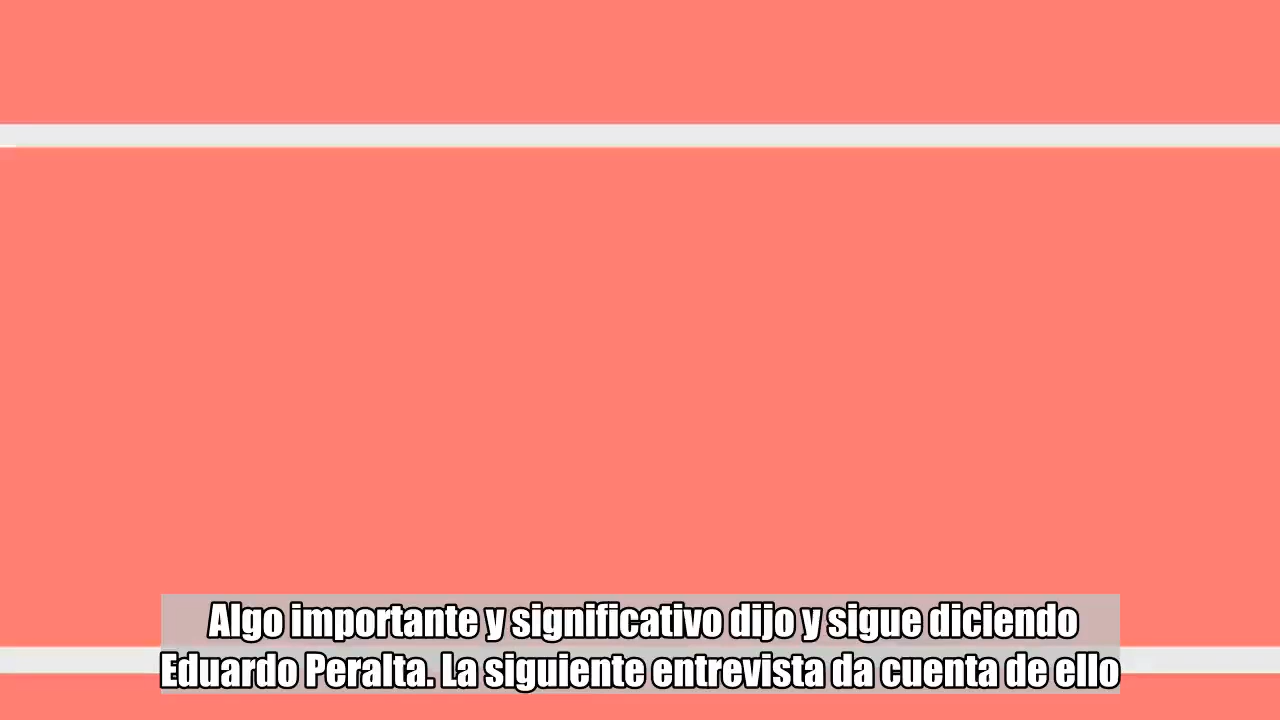 Algo importante y significativo dijo y sigue diciendo
Eduardo Peralta. La siguiente entrevista da cuenta de ello